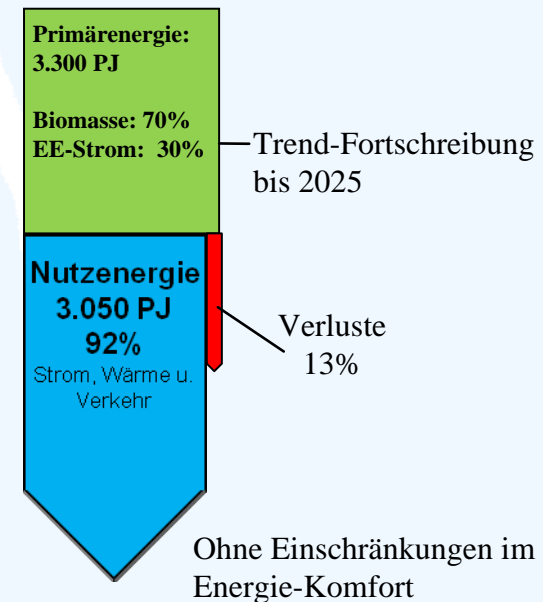 Primärenergie:
3.300 PJ
Biomasse: 70%
EE-Strom: 30%
Trend-Fortschreibung
bis 2025
Nutzenergie
3.050 PJ
92%
Strom, Wärme u.
Verkehr
Verluste
13%
Ohne Einschränkungen im
Energie-Komfort